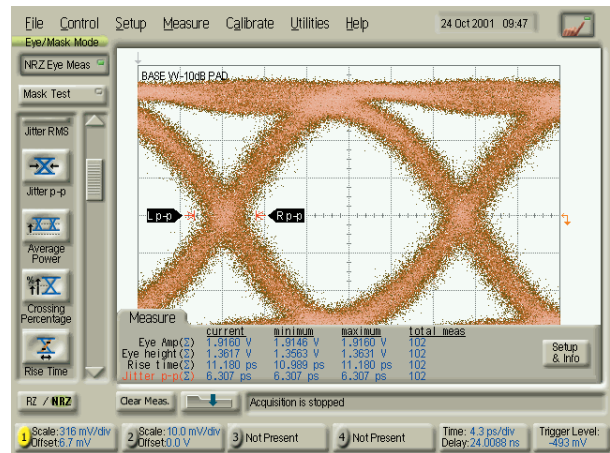 File Control Setup Measure Calibrate Utilities Help 24 Oct 2001 09:47
Eye/Mask Mode
NRZ Eye Meas
Mask Test
Jitter RMS
Jitter p-p
Average
Power
Crossing
Percentage
Rise Time
BASE W-10dB PAD
L p-p
R p-p
Measure
current minimum maximum total meas
Eye Amp(Σ) 1.9160 V 1.9146 V 1.9160 V 102
Eye height(Σ) 1.3617 V 1.3563 V 1.3631 V 102
Rise time(Σ) 11.180 ps 10.989 ps 11.180 ps 102
Jitter p-p(Σ) 6.307 ps 6.307 ps 6.307 ps 102
Setup
& Info
RZ / NRZ
Clear Meas.
Acquisition is stopped
1 Scale:316 mV/div
Offset:6.7 mV
2 Scale:10.0 mV/div
Offset:0.0 V
3 Not Present
4 Not Present
Time: 4.3 ps/div
Delay:24.0088 ns
Trigger Level:
-493 mV